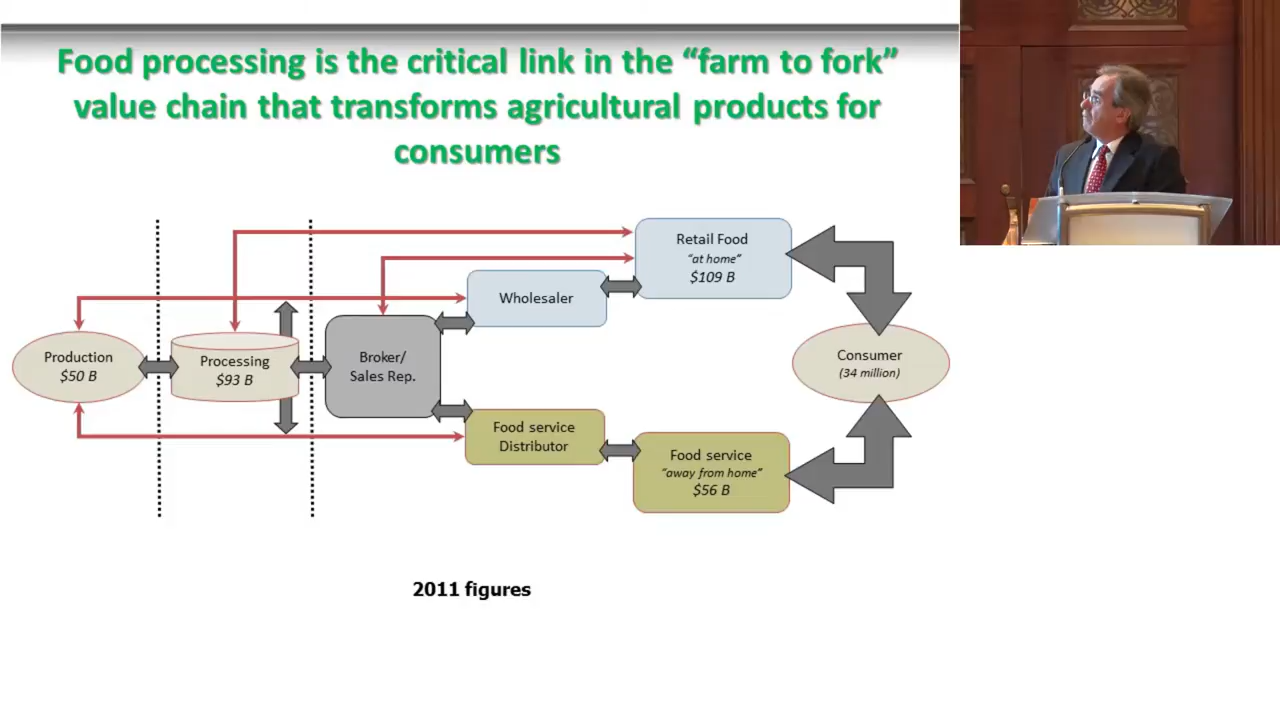 Food processing is the critical link in the “farm to fork”
value chain that transforms agricultural products for
consumers
Retail Food
“at home”
$109 B
Wholesaler
Production
$50 B
Processing
$93 B
Broker/
Sales Rep.
Consumer
(34 million)
Food service
Distributor
Food service
“away from home”
$56 B
2011 figures